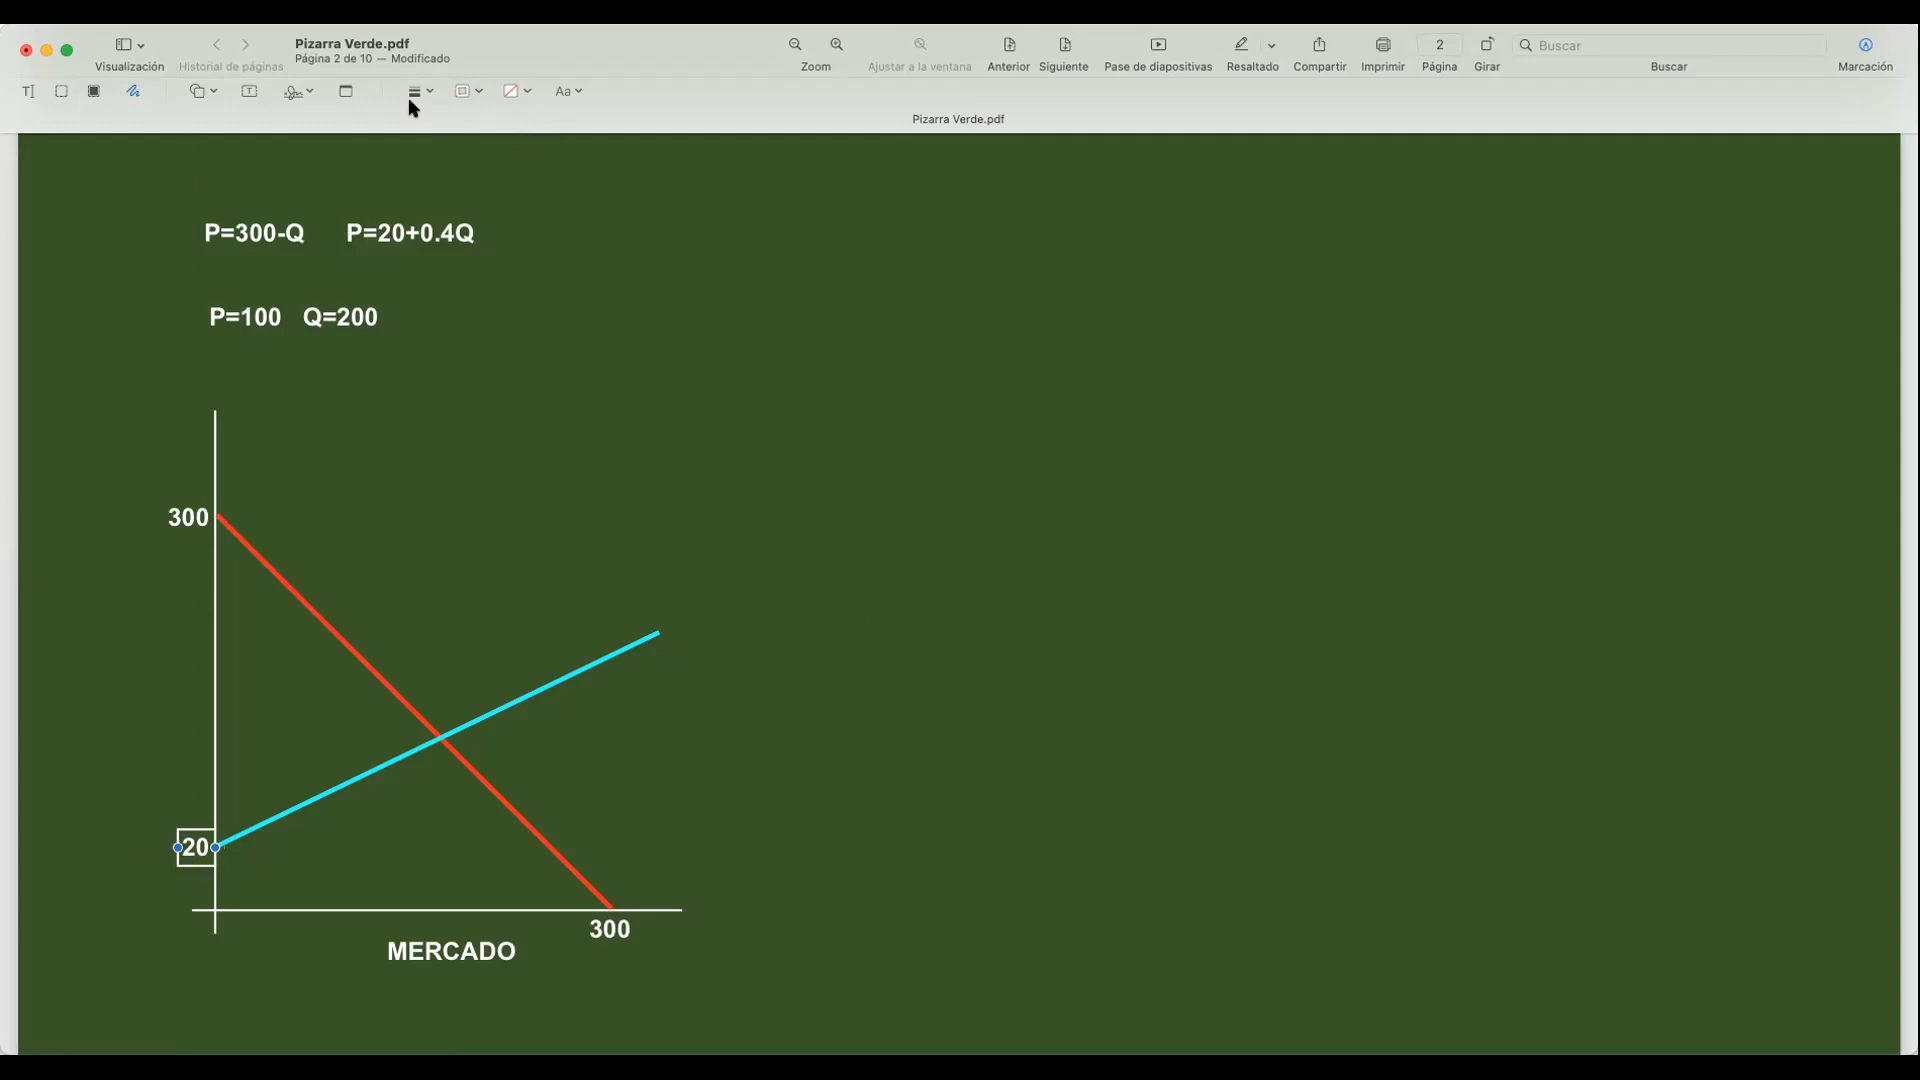 Pizarra Verde.pdf
Página 2 de 10 — Modificado
Visualización
Historial de páginas
Zoom
Ajustar a la ventana
Anterior
Siguiente
Pase de diapositivas
Resaltado
Compartir
Imprimir
2
Página
Girar
Buscar
Buscar
Marcación
Aa
Pizarra Verde.pdf
P=300-Q P=20+0.4Q
P=100 Q=200
300
20
300
MERCADO